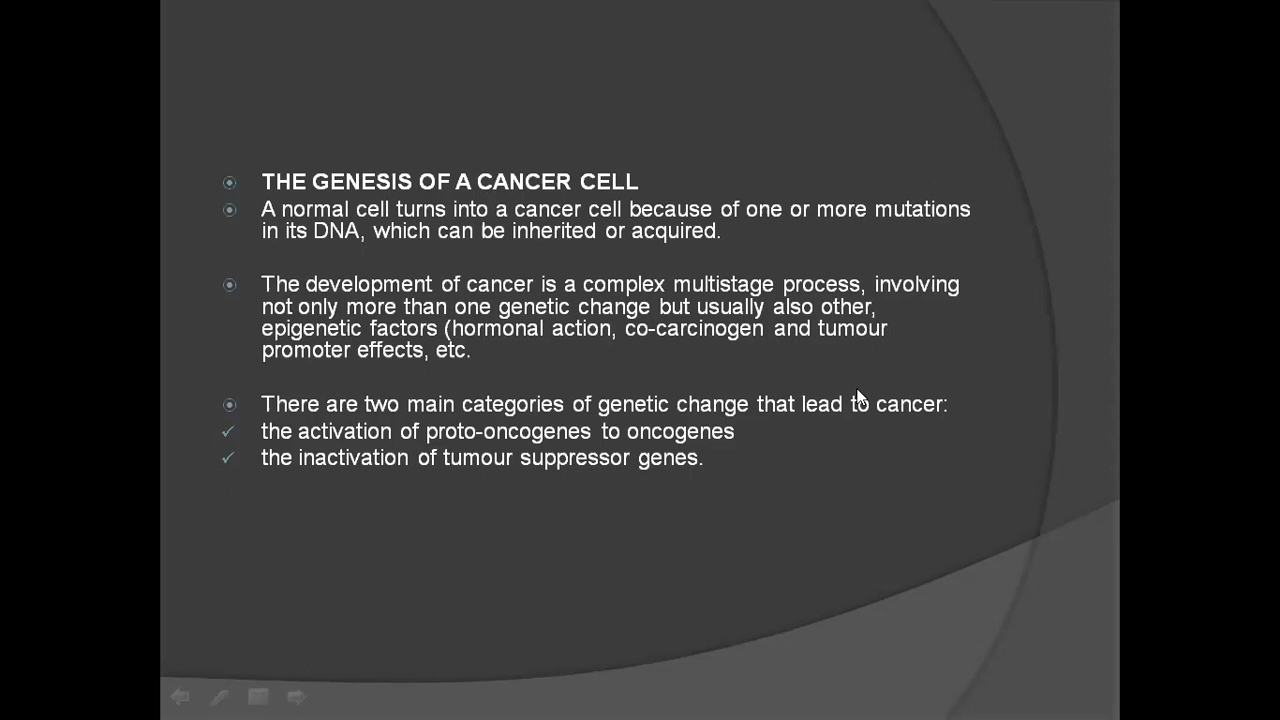 THE GENESIS OF A CANCER CELL
A normal cell turns into a cancer cell because of one or more mutations
in its DNA, which can be inherited or acquired.
The development of cancer is a complex multistage process, involving
not only more than one genetic change but usually also other,
epigenetic factors (hormonal action, co-carcinogen and tumour
promoter effects, etc.
There are two main categories of genetic change that lead to cancer:
the activation of proto-oncogenes to oncogenes
the inactivation of tumour suppressor genes.